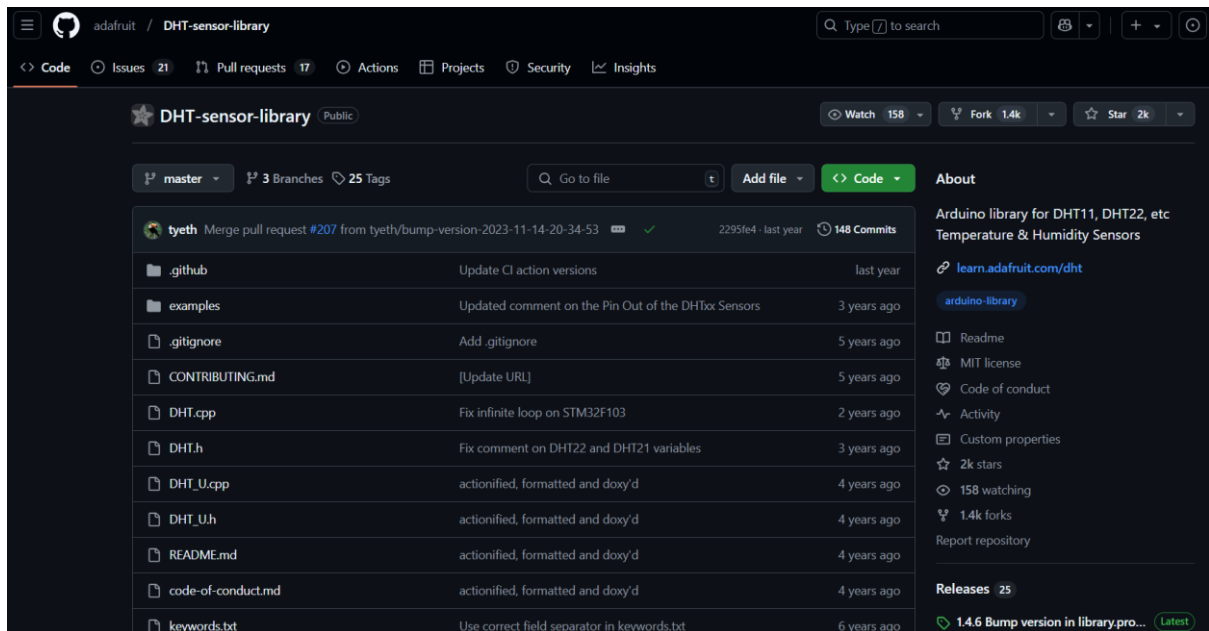 adafruit / DHT-sensor-library
Type / to search
Code Issues 21 Pull requests 17 Actions Projects Security Insights
DHT-sensor-library Public
Watch 158 Fork 1.4k Star 2k
master 3 Branches 25 Tags Go to file t Add file Code
tyeth Merge pull request #207 from tyeth/bump-version-2023-11-14-20-34-53 2295fe4 · last year 148 Commits
.github Update CI action versions last year
examples Updated comment on the Pin Out of the DHTxx Sensors 3 years ago
.gitignore Add .gitignore 5 years ago
CONTRIBUTING.md [Update URL] 5 years ago
DHT.cpp Fix infinite loop on STM32F103 2 years ago
DHT.h Fix comment on DHT22 and DHT21 variables 3 years ago
DHT_U.cpp actionified, formatted and doxy'd 4 years ago
DHT_U.h actionified, formatted and doxy'd 4 years ago
README.md actionified, formatted and doxy'd 4 years ago
code-of-conduct.md actionified, formatted and doxy'd 4 years ago
keywords.txt Use correct field separator in keywords.txt 6 years ago
About
Arduino library for DHT11, DHT22, etc
Temperature & Humidity Sensors
learn.adafruit.com/dht
arduino-library
Readme
MIT license
Code of conduct
Activity
Custom properties
2k stars
158 watching
1.4k forks
Report repository
Releases 25
1.4.6 Bump version in library.pro... Latest